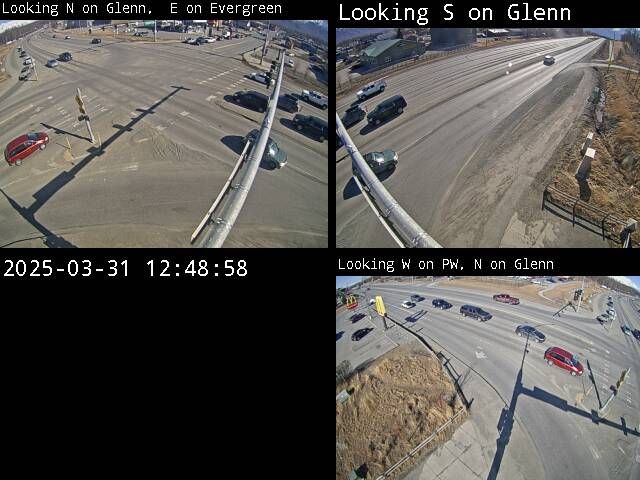 Looking N on Glenn,  E on Evergreen
Looking S on Glenn
2025-03-31 12:48:58
Looking W on PW, N on Glenn